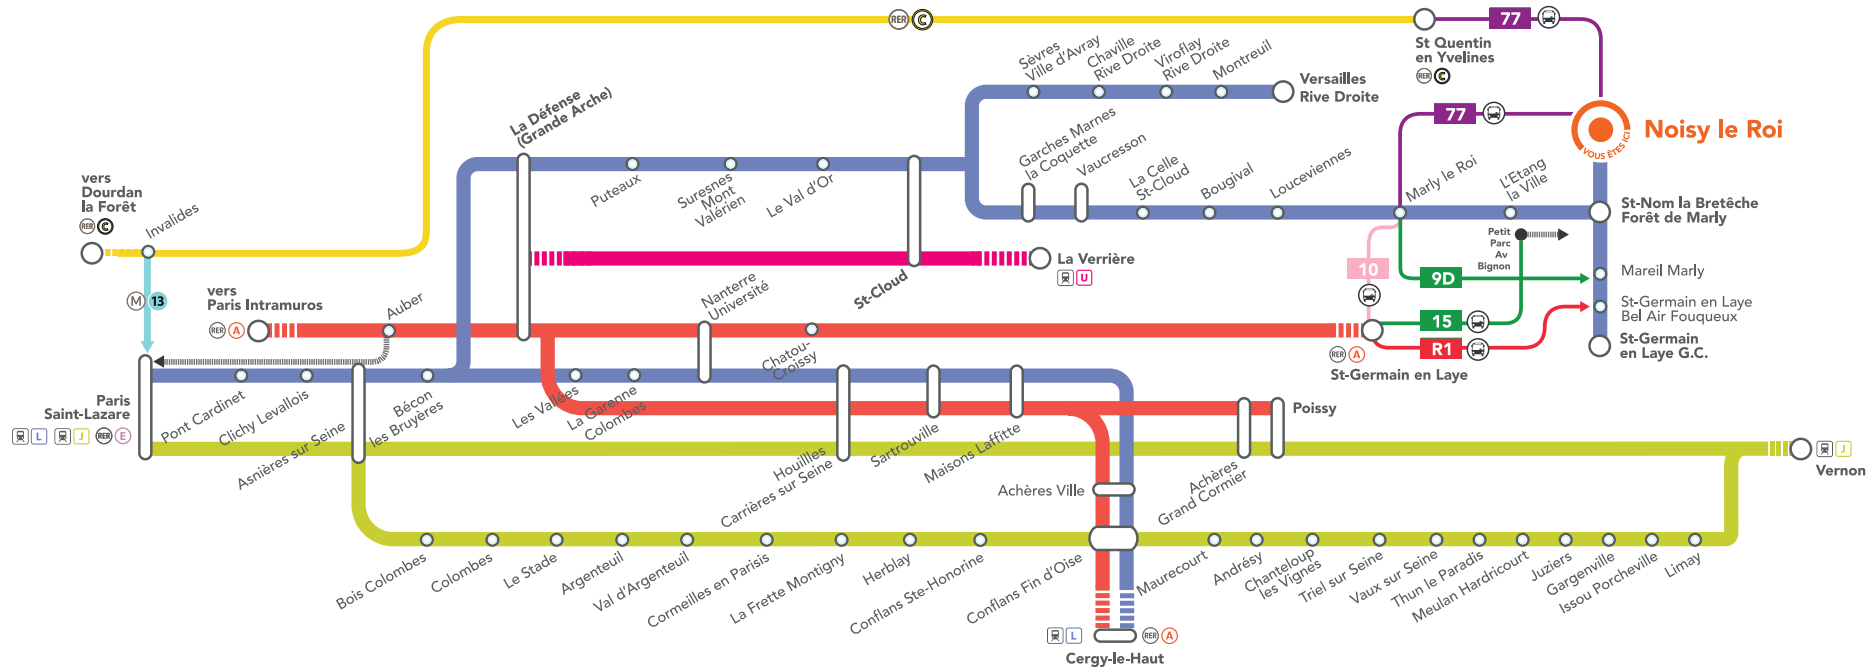 RER C
77
St Quentin
en Yvelines
RER C
Sèvres
Ville d'Avray
Chaville
Rive Droite
Viroflay
Rive Droite
Montreuil
Versailles
Rive Droite
La Défense
(Grande Arche)
77
Noisy le Roi
VOUS ÊTES ICI
Garches Marnes
la Coquette
Vaucresson
La Celle
St-Cloud
Bougival
Louveciennes
Marly le Roi
L'Etang
la Ville
St-Nom la Bretêche
Forêt de Marly
Puteaux
Suresnes
Mont
Valérien
Le Val d'Or
vers
Dourdan
la Forêt
RER C
Invalides
Petit
Parc
Av
Bignon
10
9D
Mareil Marly
La Verrière
U
St-Cloud
M 13
vers
Paris Intramuros
RER A
Auber
Nanterre
Université
Chatou-
Croissy
15
R1
RER A
St-Germain en Laye
St-Germain en Laye
Bel Air Fouqueux
St-Germain
en Laye G.C.
Paris
Saint-Lazare
L J RER E
Pont Cardinet
Clichy Levallois
Asnières sur Seine
Bécon
les Bruyères
Les Vallées
La Garenne
Colombes
Houillles
Carrières sur Seine
Sartrouville
Maisons Laffitte
Achères
Grand Cormier
Poissy
J
Vernon
Achères Ville
Bois Colombes
Colombes
Le Stade
Argenteuil
Val d'Argenteuil
Cormeilles en Parisis
La Frette Montigny
Herblay
Conflans Ste-Honorine
Conflans Fin d'Oise
Maurecourt
Andrésy
Chanteloup
les Vignes
Triel sur Seine
Vaux sur Seine
Thun le Paradis
Meulan Hardricourt
Juziers
Gargenville
Issou Porcheville
Limay
L RER A
Cergy-le-Haut